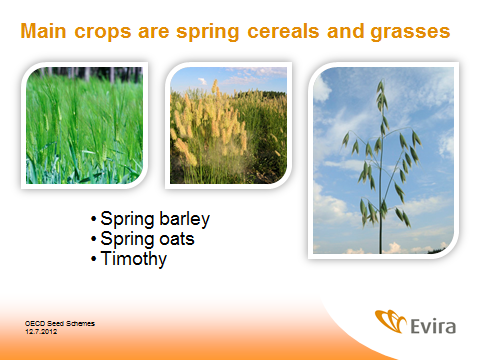 Main crops are spring cereals and grasses
• Spring barley
• Spring oats
• Timothy
OECD Seed Schemes
12.7.2012
Evira